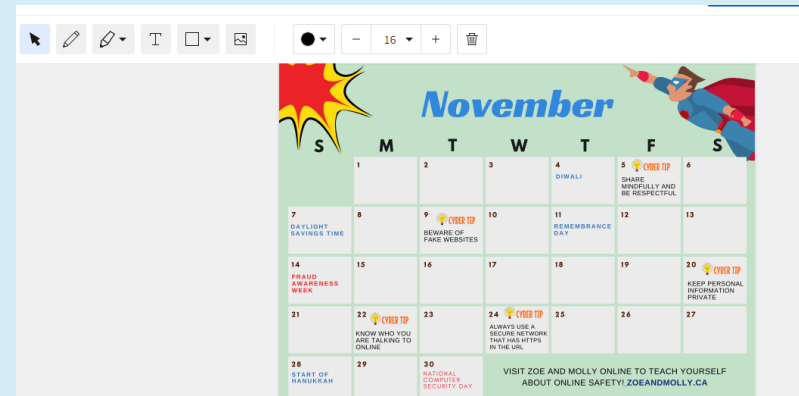 16
November
S M T W T F S
1 2 3 4 5 CYBER TIP 6
DIWALI
SHARE
MINDFULLY AND
BE RESPECTFUL
7 8 9 CYBER TIP 10 11 12 13
DAYLIGHT
SAVINGS TIME
BEWARE OF
FAKE WEBSITES
REMEMBRANCE
DAY
14 15 16 17 18 19 20 CYBER TIP
FRAUD
AWARENESS
WEEK
KEEP PERSONAL
INFORMATION
PRIVATE
21 22 CYBER TIP 23 24 CYBER TIP 25 26 27
KNOW WHO YOU
ARE TALKING TO
ONLINE
ALWAYS USE A
SECURE NETWORK
THAT HAS HTTPS
IN THE URL
28 29 30
START OF
HANUKKAH
NATIONAL
COMPUTER
SECURITY DAY
VISIT ZOE AND MOLLY ONLINE TO TEACH YOURSELF
ABOUT ONLINE SAFETY! ZOEANDMOLLY.CA